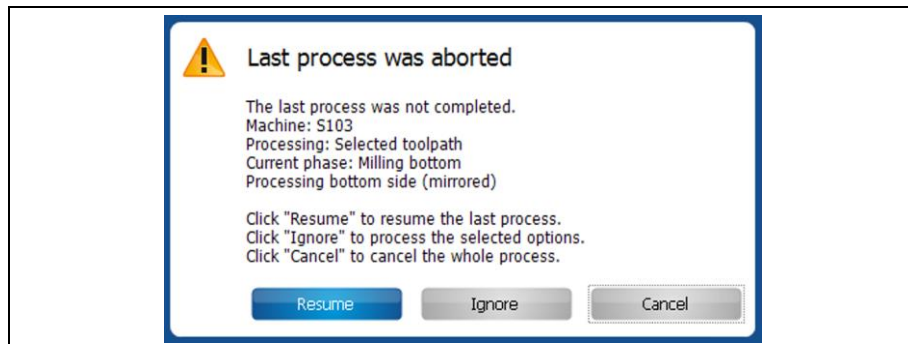 Last process was aborted
The last process was not completed.
Machine: S103
Processing: Selected toolpath
Current phase: Milling bottom
Processing bottom side (mirrored)
Click "Resume" to resume the last process.
Click "Ignore" to process the selected options.
Click "Cancel" to cancel the whole process.
Resume Ignore Cancel